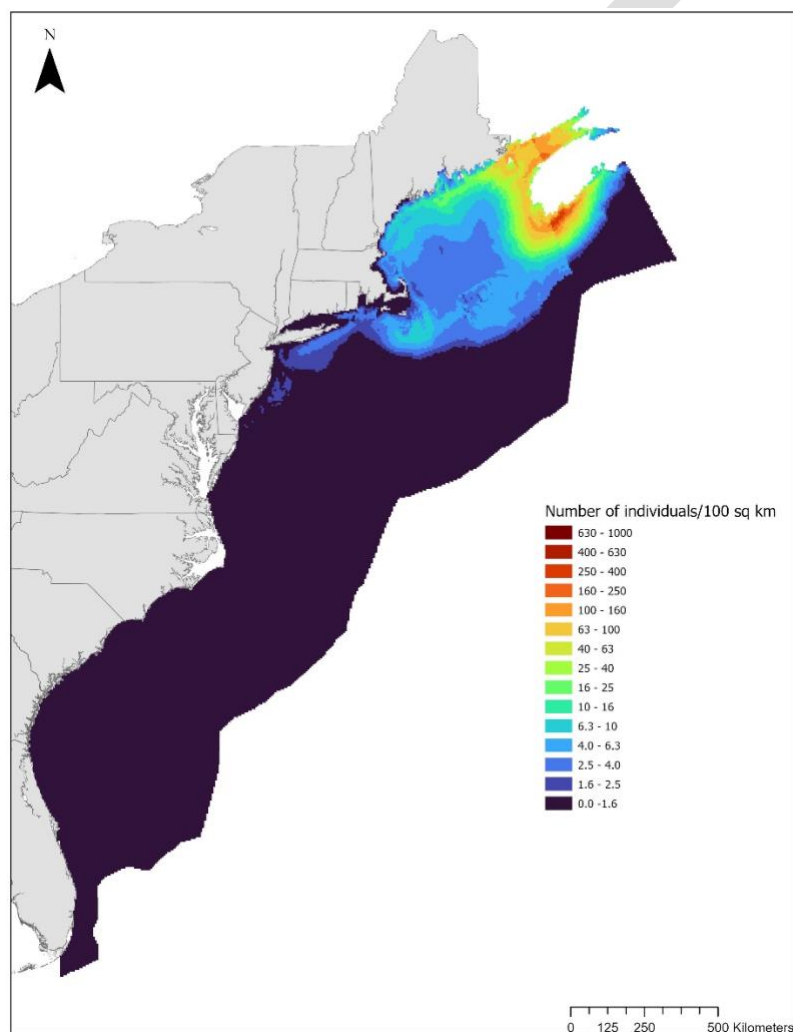 N
Number of individuals/100 sq km
630 - 1000
400 - 630
250 - 400
160 - 250
100 - 160
63 - 100
40 - 63
25 - 40
16 - 25
10 - 16
6.3 - 10
4.0 - 6.3
2.5 - 4.0
1.6 - 2.5
0.0 -1.6
0 125 250 500 Kilometers